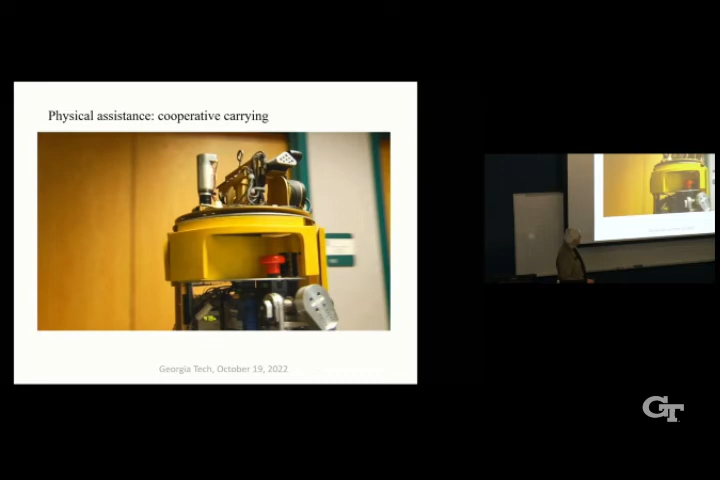 Physical assistance: cooperative carrying
Georgia Tech, October 19, 2022
GT